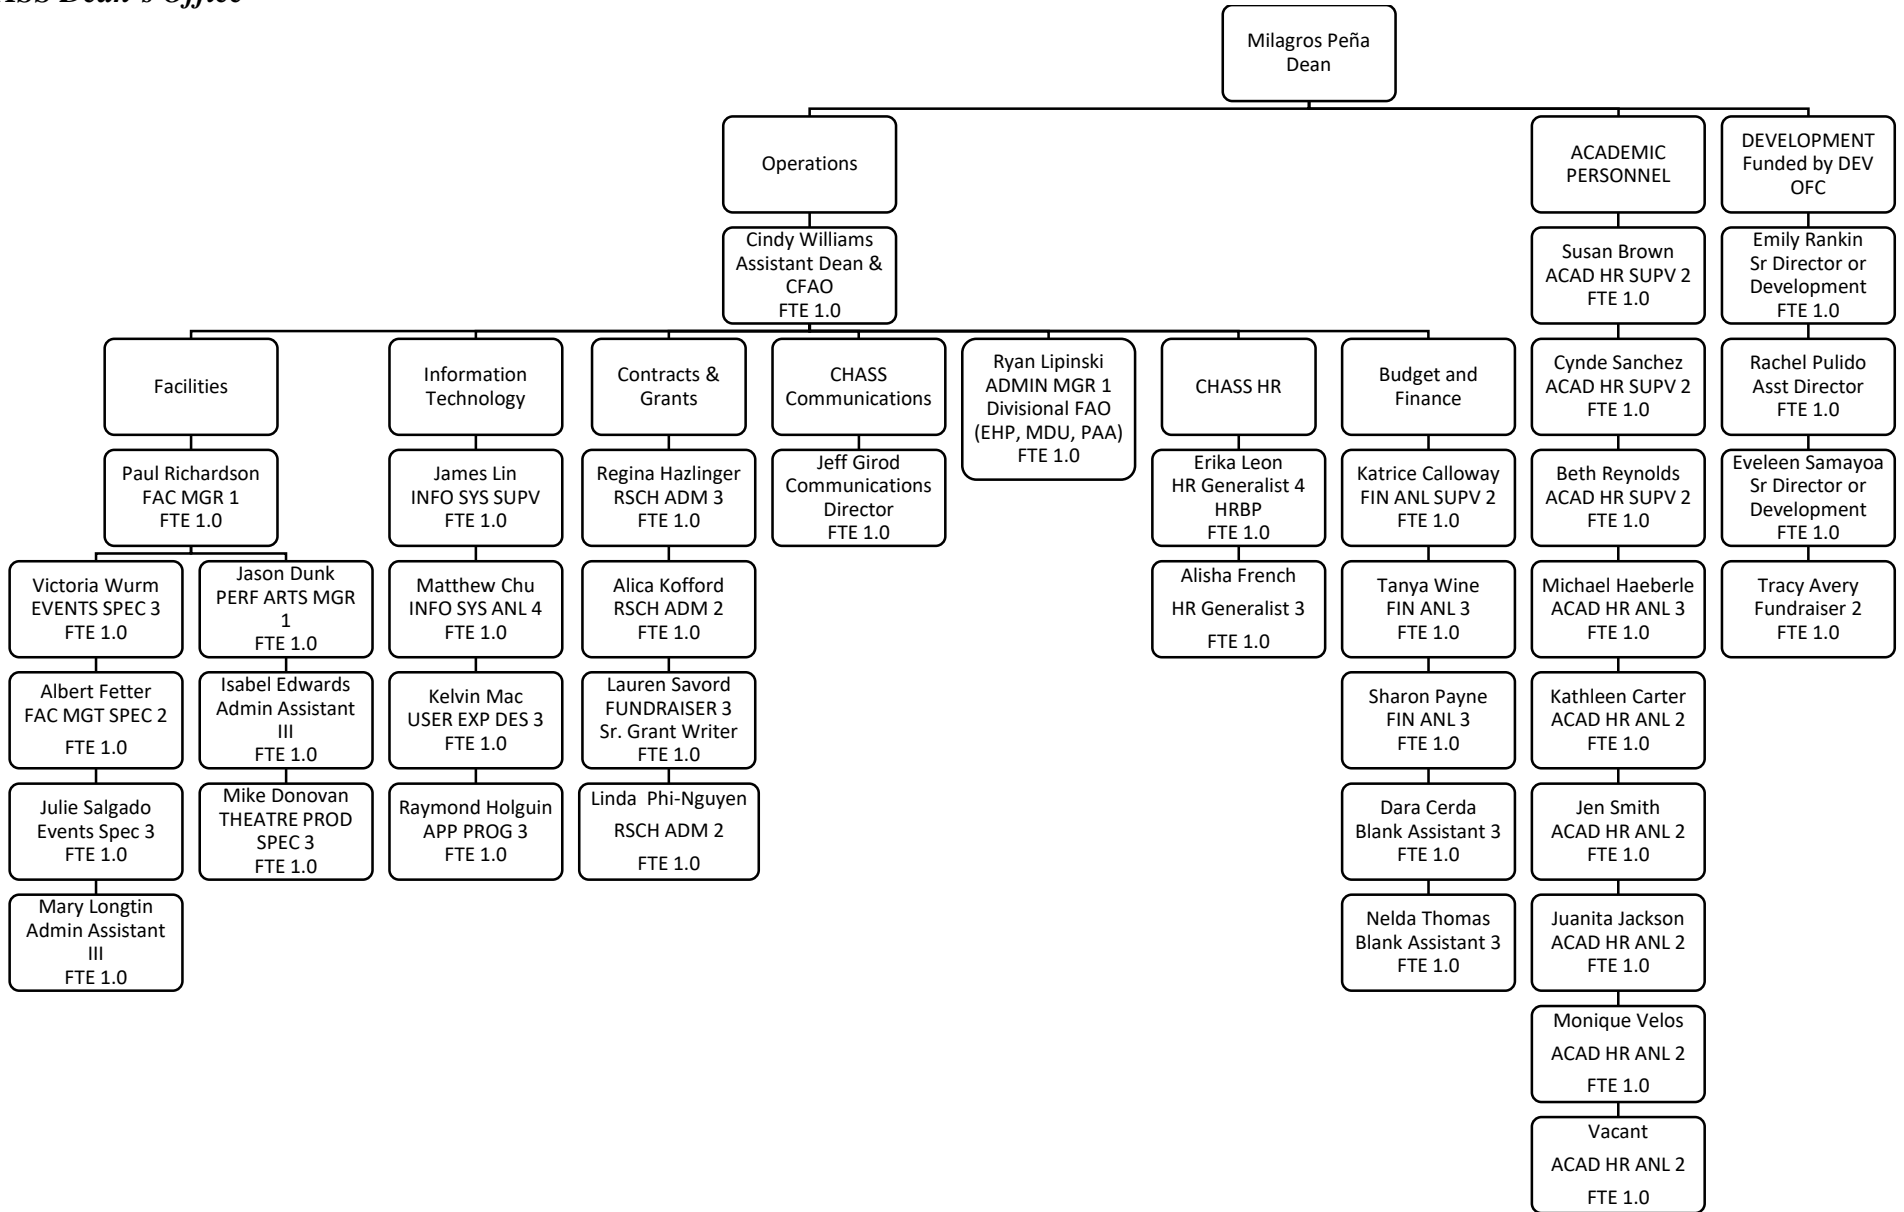 Dean's Office
Milagros Peña
Dean
Operations
ACADEMIC
PERSONNEL
DEVELOPMENT
Funded by DEV
OFC
Cindy Williams
Assistant Dean &
CFAO
FTE 1.0
Susan Brown
ACAD HR SUPV 2
FTE 1.0
Emily Rankin
Sr Director or
Development
FTE 1.0
Facilities
Information
Technology
Contracts &
Grants
CHASS
Communications
Ryan Lipinski
ADMIN MGR 1
Divisional FAO
(EHP, MDU, PAA)
FTE 1.0
CHASS HR
Budget and
Finance
Cynde Sanchez
ACAD HR SUPV 2
FTE 1.0
Rachel Pulido
Asst Director
FTE 1.0
Paul Richardson
FAC MGR 1
FTE 1.0
James Lin
INFO SYS SUPV
FTE 1.0
Regina Hazlinger
RSCH ADM 3
FTE 1.0
Jeff Girod
Communications
Director
FTE 1.0
Erika Leon
HR Generalist 4
HRBP
FTE 1.0
Katrice Calloway
FIN ANL SUPV 2
FTE 1.0
Beth Reynolds
ACAD HR SUPV 2
FTE 1.0
Eveleen Samayoa
Sr Director or
Development
FTE 1.0
Victoria Wurm
EVENTS SPEC 3
FTE 1.0
Jason Dunk
PERF ARTS MGR
1
FTE 1.0
Matthew Chu
INFO SYS ANL 4
FTE 1.0
Alica Kofford
RSCH ADM 2
FTE 1.0
Alisha French
HR Generalist 3
FTE 1.0
Tanya Wine
FIN ANL 3
FTE 1.0
Michael Haeberle
ACAD HR ANL 3
FTE 1.0
Tracy Avery
Fundraiser 2
FTE 1.0
Albert Fetter
FAC MGT SPEC 2
FTE 1.0
Isabel Edwards
Admin Assistant
III
FTE 1.0
Kelvin Mac
USER EXP DES 3
FTE 1.0
Lauren Savord
FUNDRAISER 3
Sr. Grant Writer
FTE 1.0
Sharon Payne
FIN ANL 3
FTE 1.0
Kathleen Carter
ACAD HR ANL 2
FTE 1.0
Julie Salgado
Events Spec 3
FTE 1.0
Mike Donovan
THEATRE PROD
SPEC 3
FTE 1.0
Raymond Holguin
APP PROG 3
FTE 1.0
Linda Phi-Nguyen
RSCH ADM 2
FTE 1.0
Dara Cerda
Blank Assistant 3
FTE 1.0
Jen Smith
ACAD HR ANL 2
FTE 1.0
Mary Longtin
Admin Assistant
III
FTE 1.0
Nelda Thomas
Blank Assistant 3
FTE 1.0
Juanita Jackson
ACAD HR ANL 2
FTE 1.0
Monique Velos
ACAD HR ANL 2
FTE 1.0
Vacant
ACAD HR ANL 2
FTE 1.0